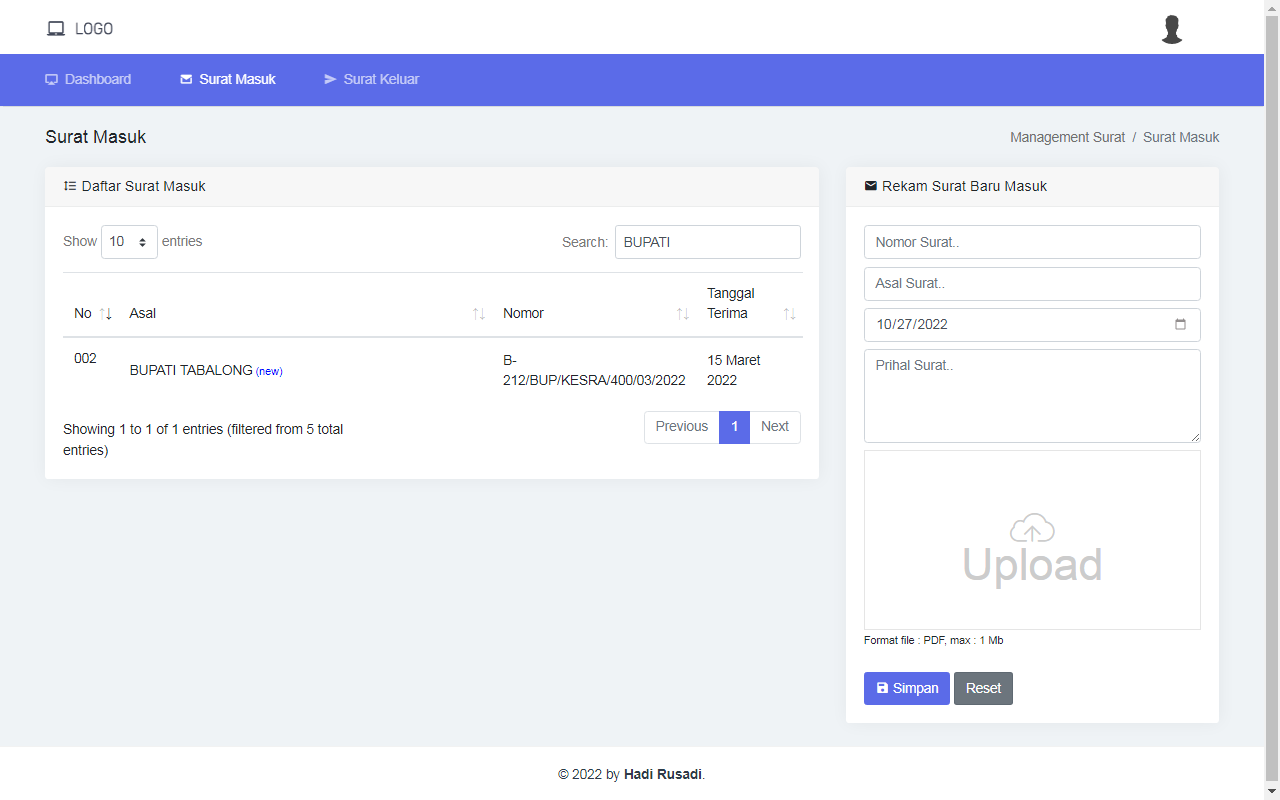 LOGO
Dashboard
Surat Masuk
Surat Keluar
Surat Masuk
Management Surat / Surat Masuk
Daftar Surat Masuk
Show 10 entries
Search: BUPATI
No
Asal
Nomor
Tanggal
Terima
002
BUPATI TABALONG (new)
B-
212/BUP/KESRA/400/03/2022
15 Maret
2022
Showing 1 to 1 of 1 entries (filtered from 5 total
entries)
Previous 1 Next
Rekam Surat Baru Masuk
Nomor Surat..
Asal Surat..
10/27/2022
Prihal Surat..
Upload
Format file : PDF, max : 1 Mb
Simpan
Reset
© 2022 by Hadi Rusadi.